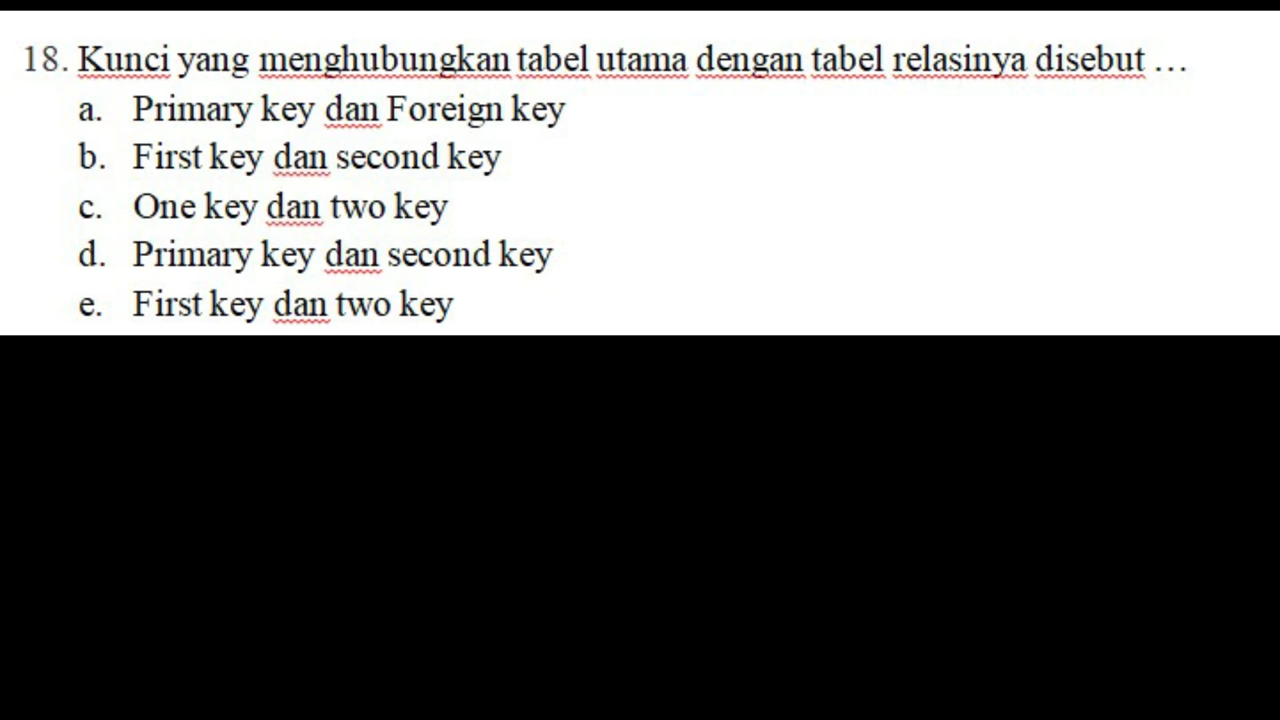 18. Kunci yang menghubungkan tabel utama dengan tabel relasinya disebut …
a. Primary key dan Foreign key
b. First key dan second key
c. One key dan two key
d. Primary key dan second key
e. First key dan two key